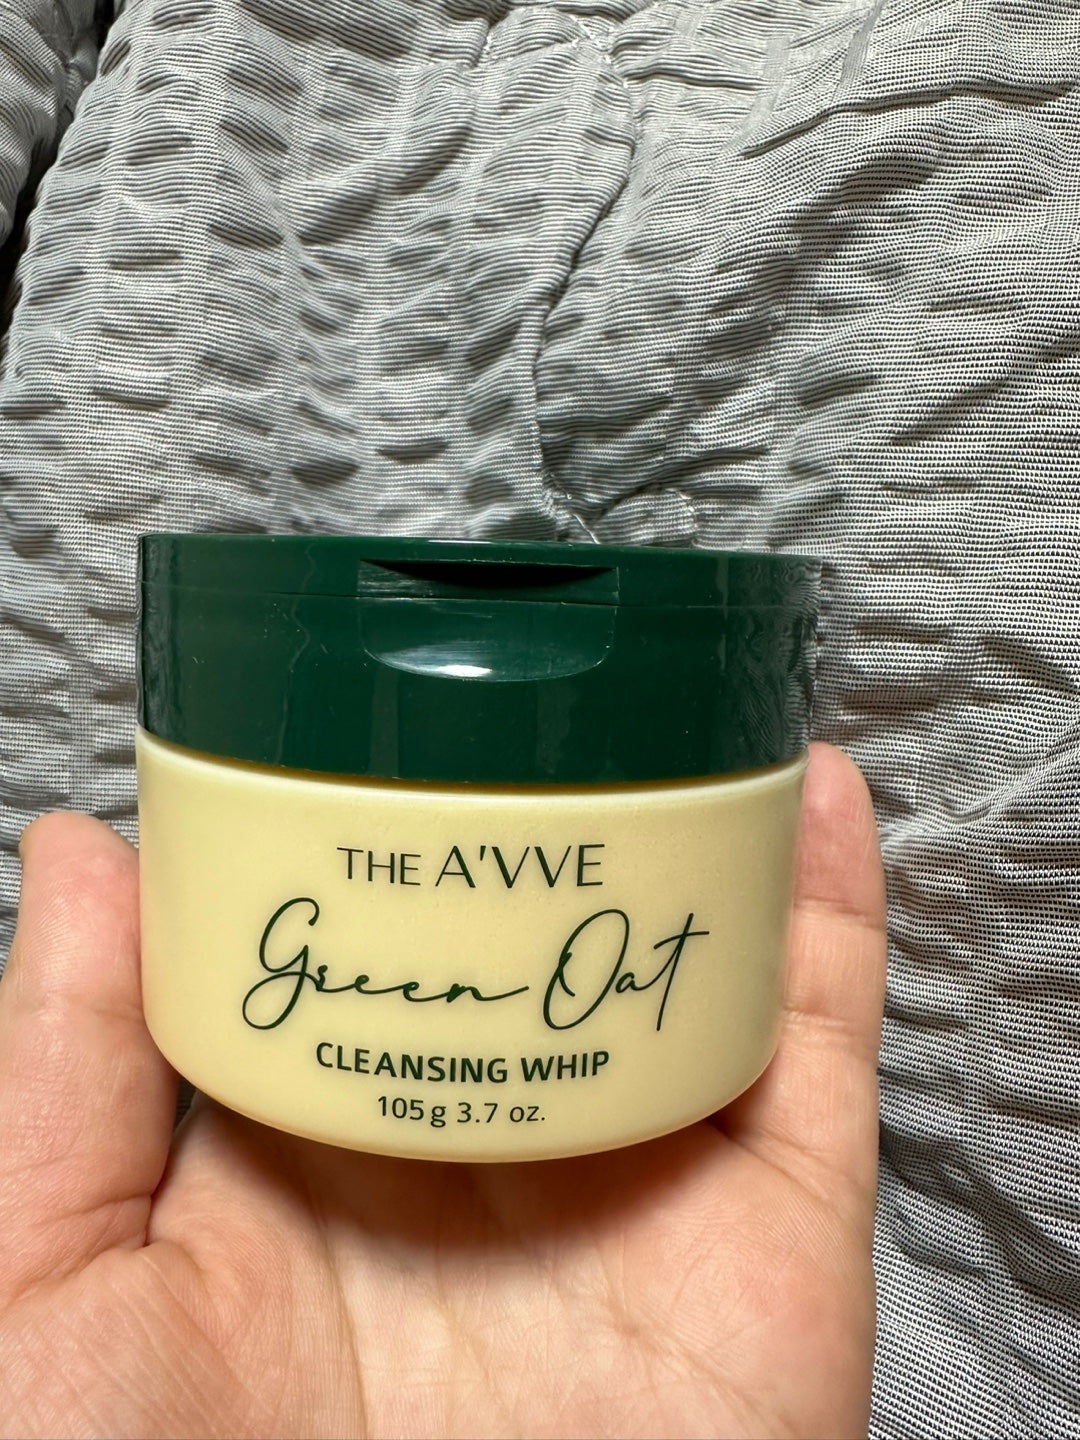 THE A'VVE
Green Oat
CLEANSING WHIP
105g 3.7 oz.